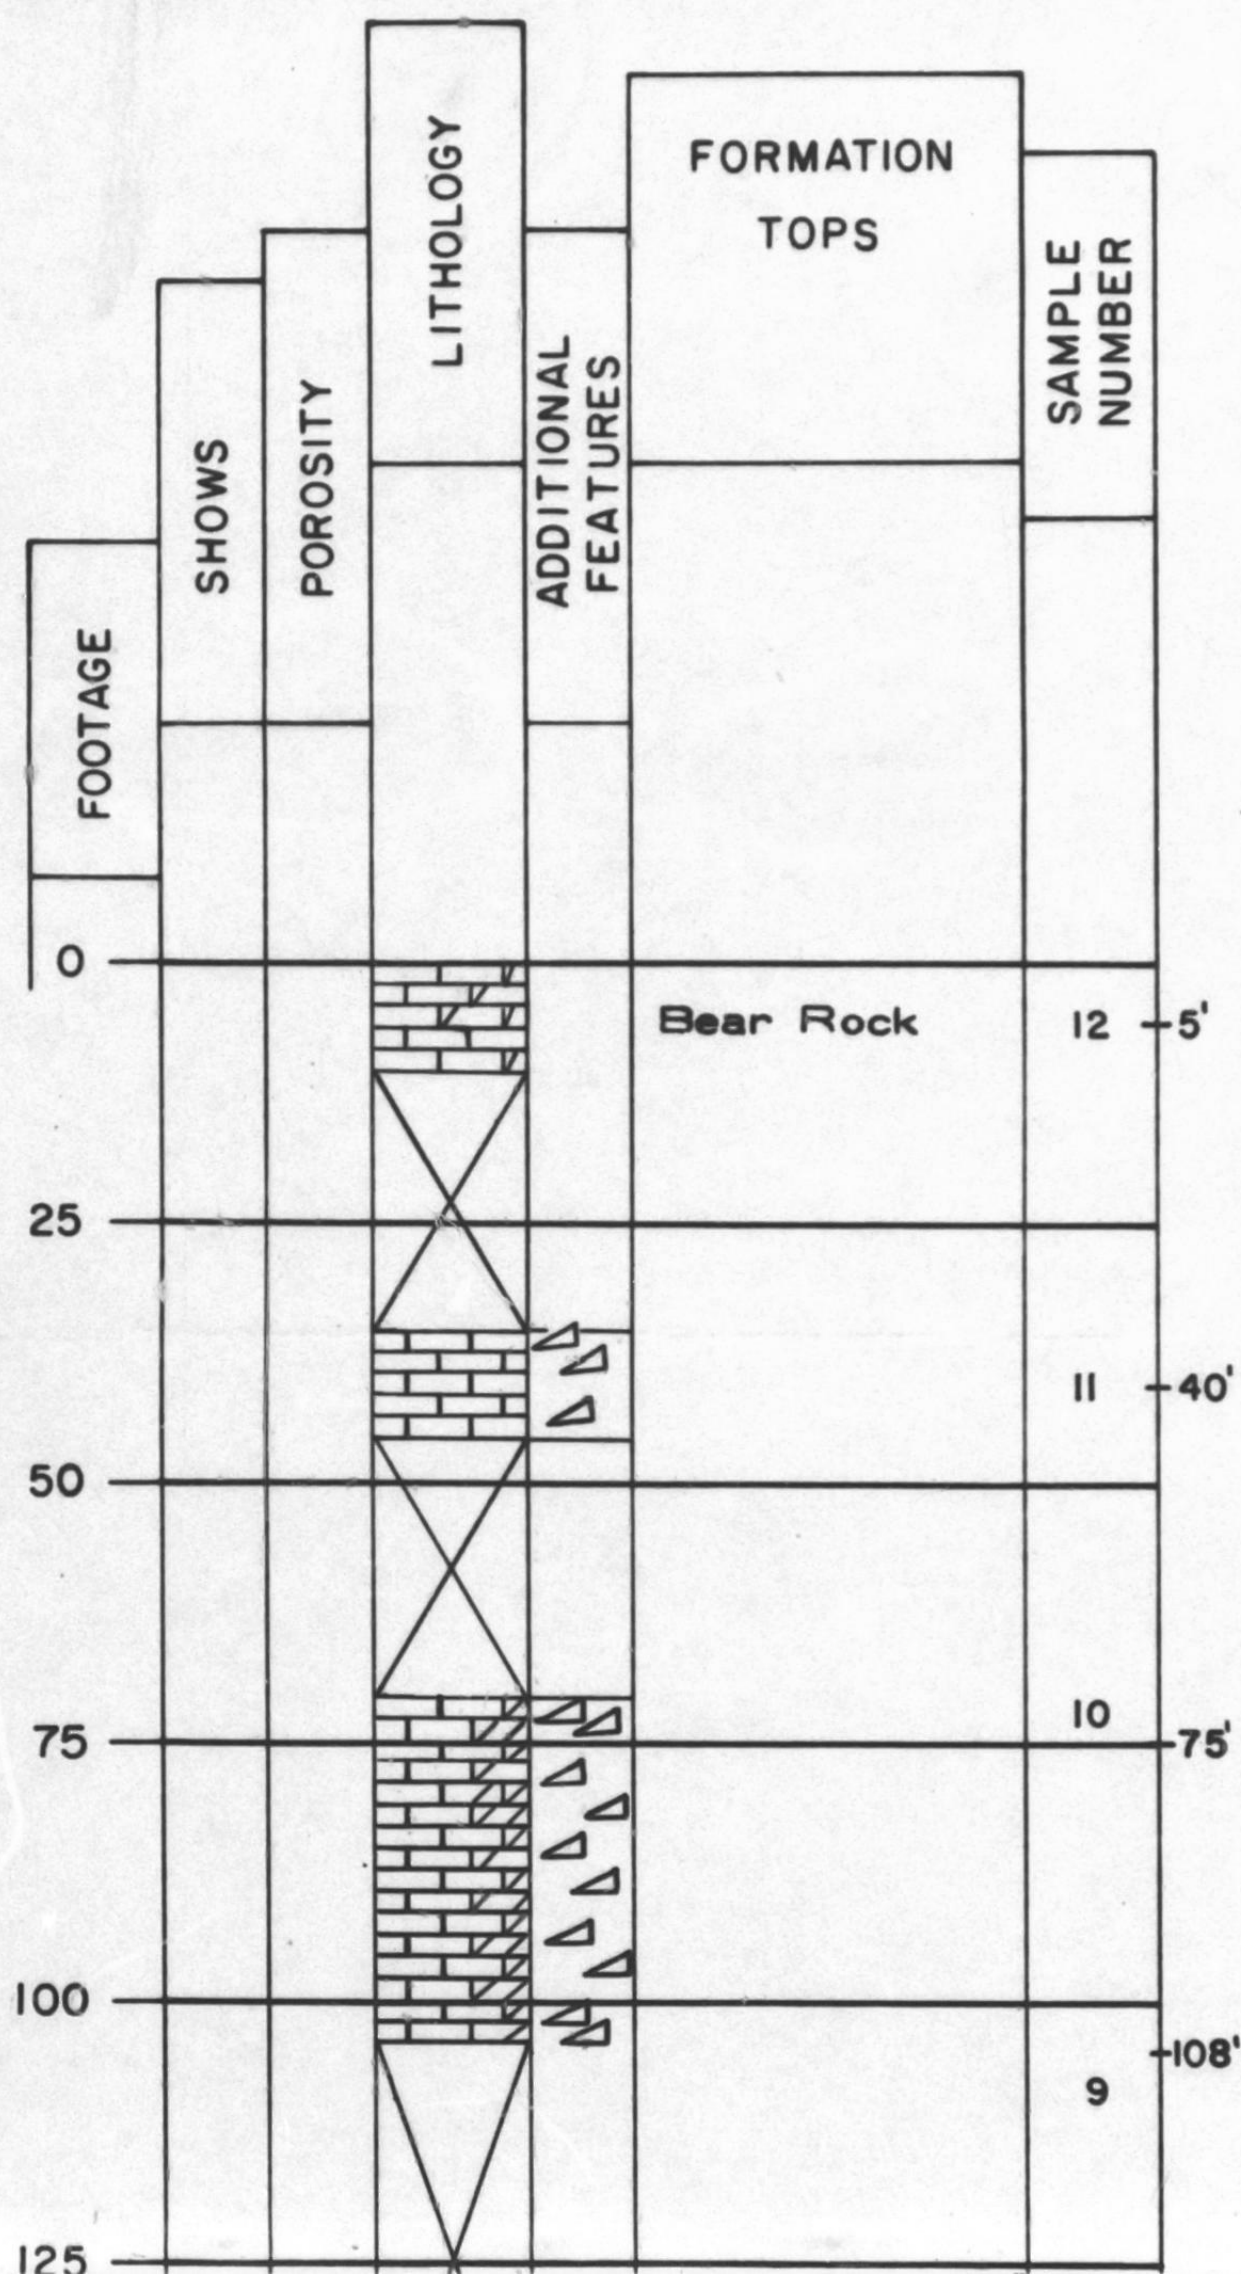 LITHOLOGY
FORMATION
TOPS
SAMPLE
NUMBER
ADDITIONAL
FEATURES
POROSITY
SHOWS
FOOTAGE
0
Bear Rock
12
5'
25
11
40'
50
10
75
75'
100
108'
9
125